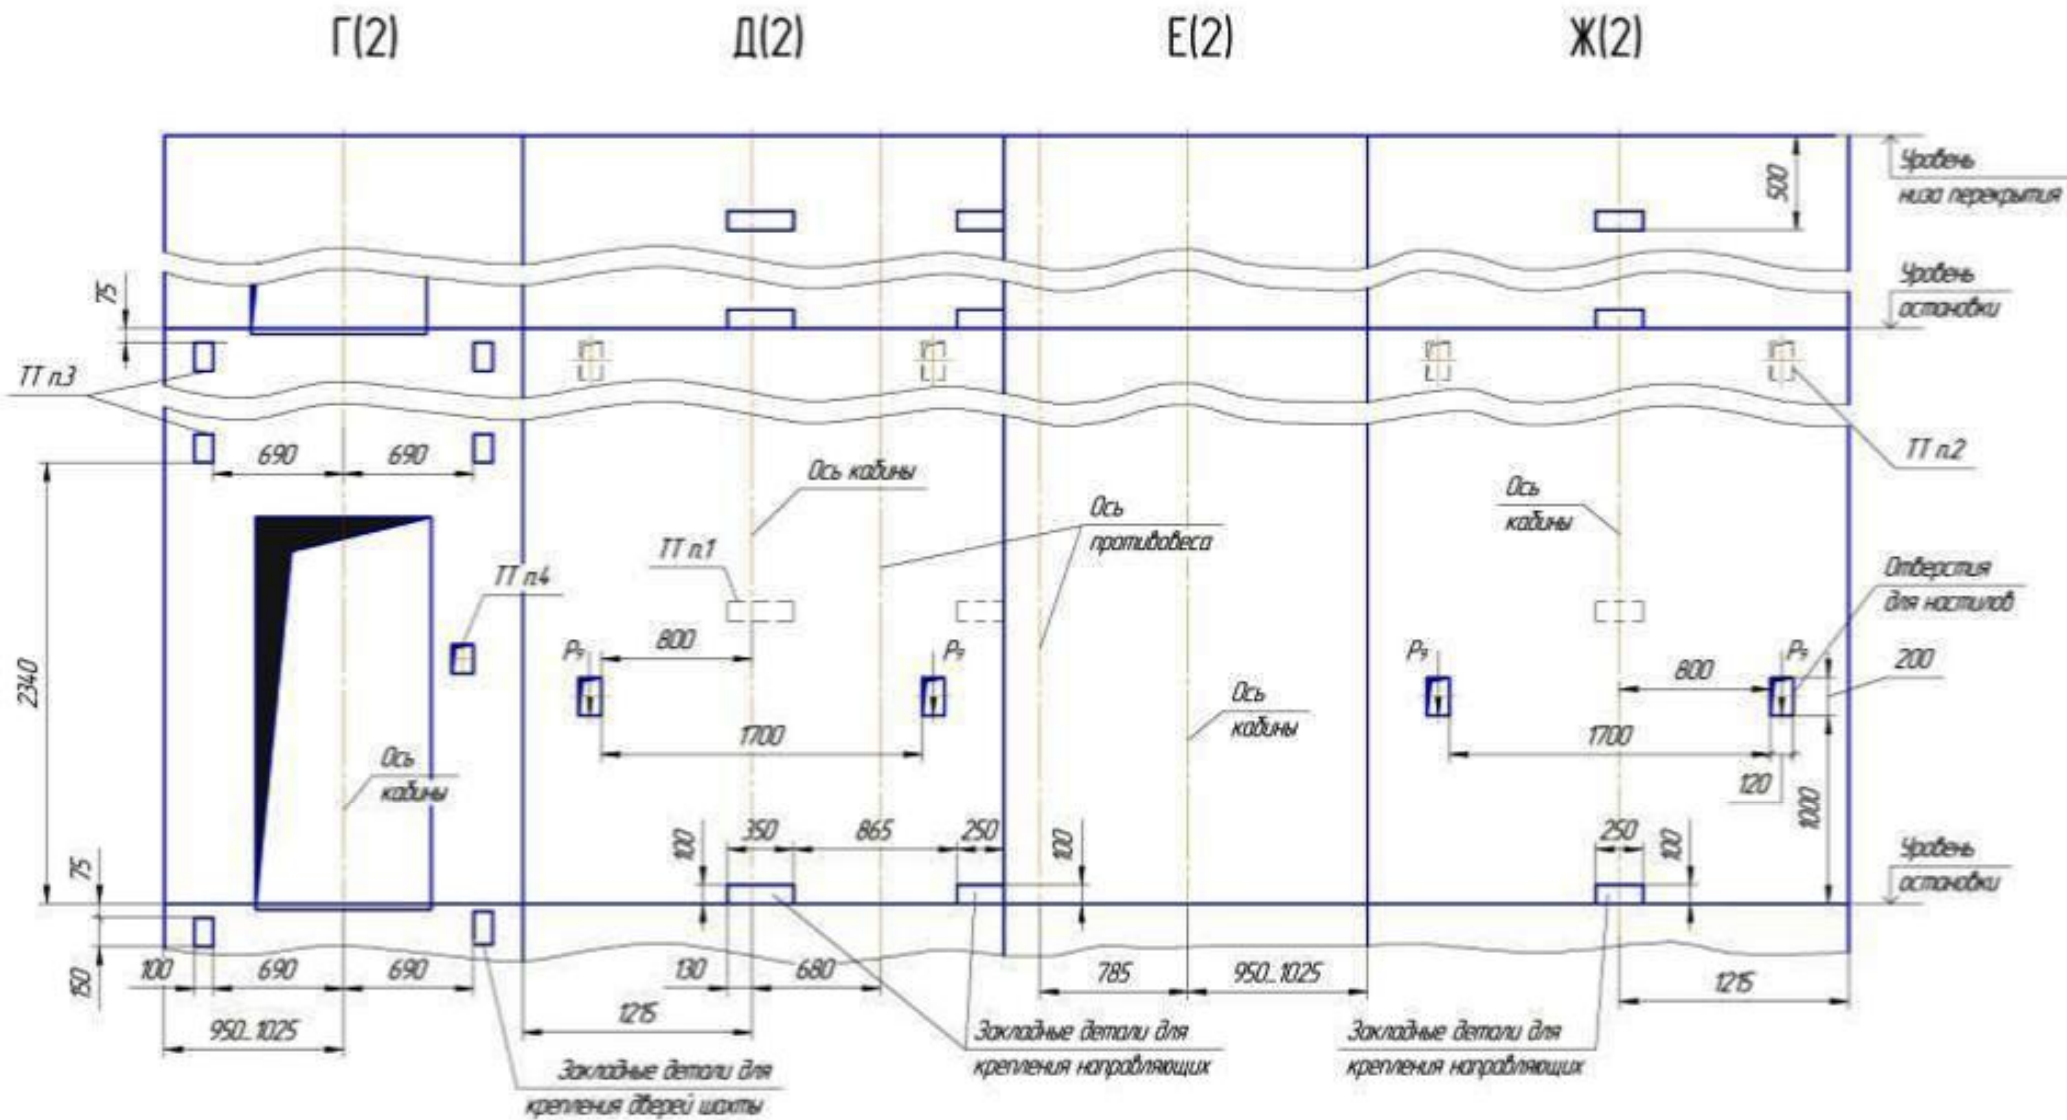 Г(2)
Д(2)
Е(2)
Ж(2)
500
Уровень
низа перекрытия
Уровень
остановки
75
ТТ п.3
690
690
Ось кабины
Ось
противовеса
Ось
кабины
ТТ п.2
ТТ п.1
ТТ п.4
Отверстия
для настилов
2340
P₉
800
P₉
P₉
800
P₉
200
1700
Ось
кабины
1700
120
1000
Ось
кабины
100
350
865
250
100
250
100
Уровень
остановки
75
150
100
690
690
130
680
785
950...1025
1215
950...1025
1215
Закладные детали для
крепления направляющих
Закладные детали для
крепления направляющих
Закладные детали для
крепления дверей шахты